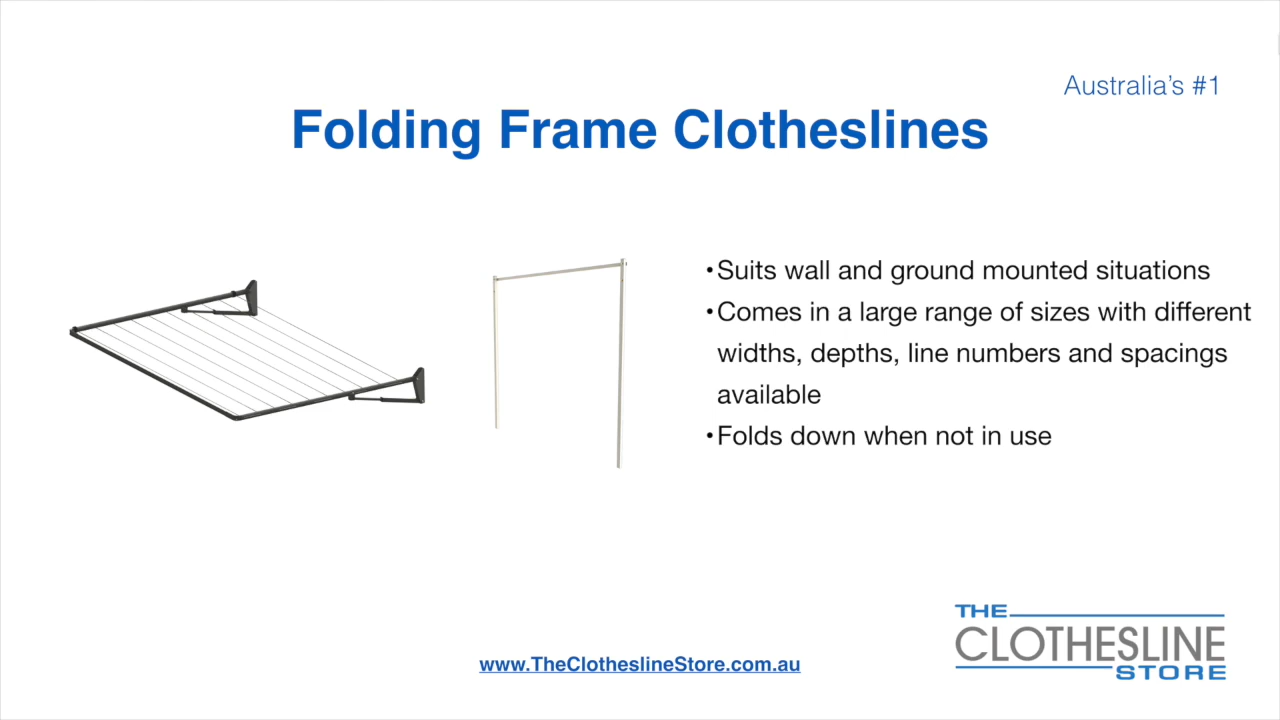 Australia's #1
Folding Frame Clotheslines
•Suits wall and ground mounted situations
•Comes in a large range of sizes with different
widths, depths, line numbers and spacings
available
•Folds down when not in use
www.TheClotheslineStore.com.au
THE
CLOTHESLINE
STORE